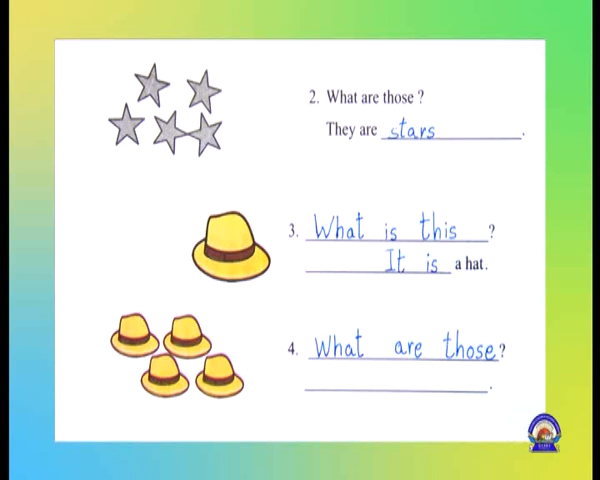 2. What are those ?
They are stars.
3. What is this ?
It is a hat.
4. What are those ?
.